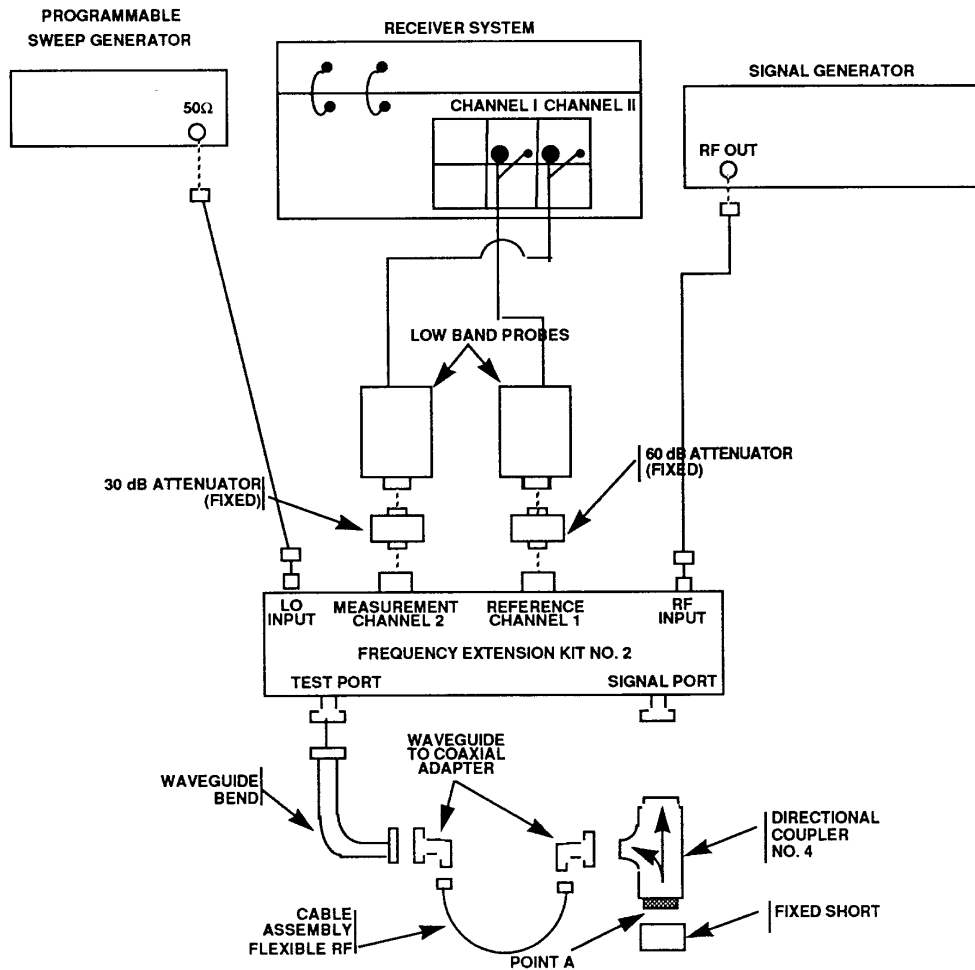 PROGRAMMABLE
SWEEP GENERATOR
RECEIVER SYSTEM
SIGNAL GENERATOR
50Ω
CHANNEL I CHANNEL II
RF OUT
LOW BAND PROBES
30 dB ATTENUATOR
(FIXED)
60 dB ATTENUATOR
(FIXED)
LO
INPUT
MEASUREMENT
CHANNEL 2
REFERENCE
CHANNEL 1
RF
INPUT
FREQUENCY EXTENSION KIT NO. 2
TEST PORT
SIGNAL PORT
WAVEGUIDE
BEND
WAVEGUIDE
TO COAXIAL
ADAPTER
DIRECTIONAL
COUPLER
NO. 4
CABLE
ASSEMBLY
FLEXIBLE RF
POINT A
FIXED SHORT